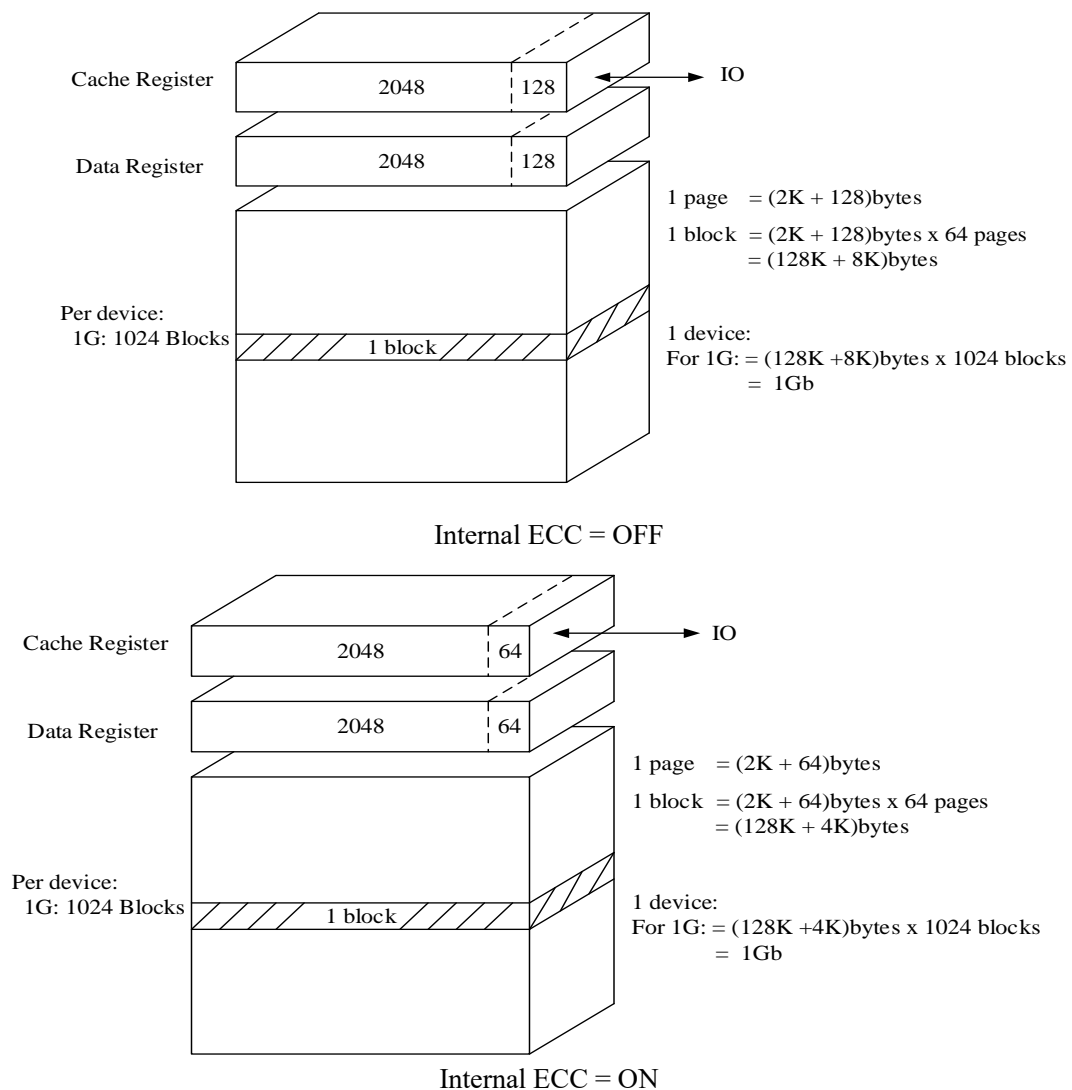 Cache Register
2048
128
IO
Data Register
2048
128
1 page = (2K + 128)bytes
1 block = (2K + 128)bytes x 64 pages
= (128K + 8K)bytes
Per device:
1G: 1024 Blocks
1 block
1 device:
For 1G: = (128K +8K)bytes x 1024 blocks
= 1Gb
Internal ECC = OFF
Cache Register
2048
64
IO
Data Register
2048
64
1 page = (2K + 64)bytes
1 block = (2K + 64)bytes x 64 pages
= (128K + 4K)bytes
Per device:
1G: 1024 Blocks
1 block
1 device:
For 1G: = (128K +4K)bytes x 1024 blocks
= 1Gb
Internal ECC = ON